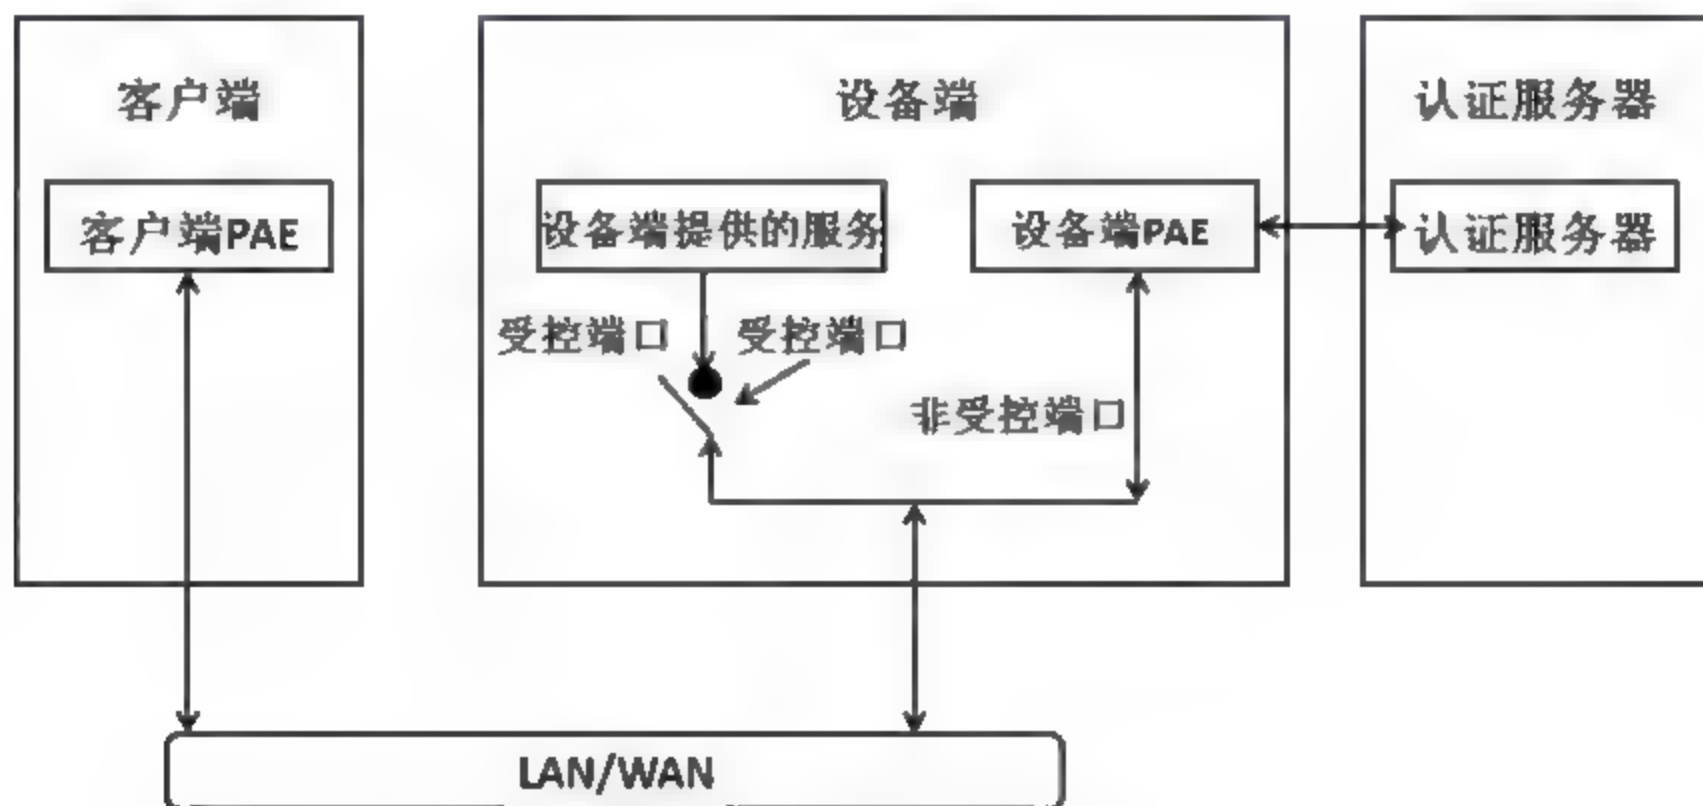 客户端
设备端
认证服务器
客户端PAE
设备端提供的服务
设备端PAE
认证服务器
受控端口
受控端口
非受控端口
LAN/WAN